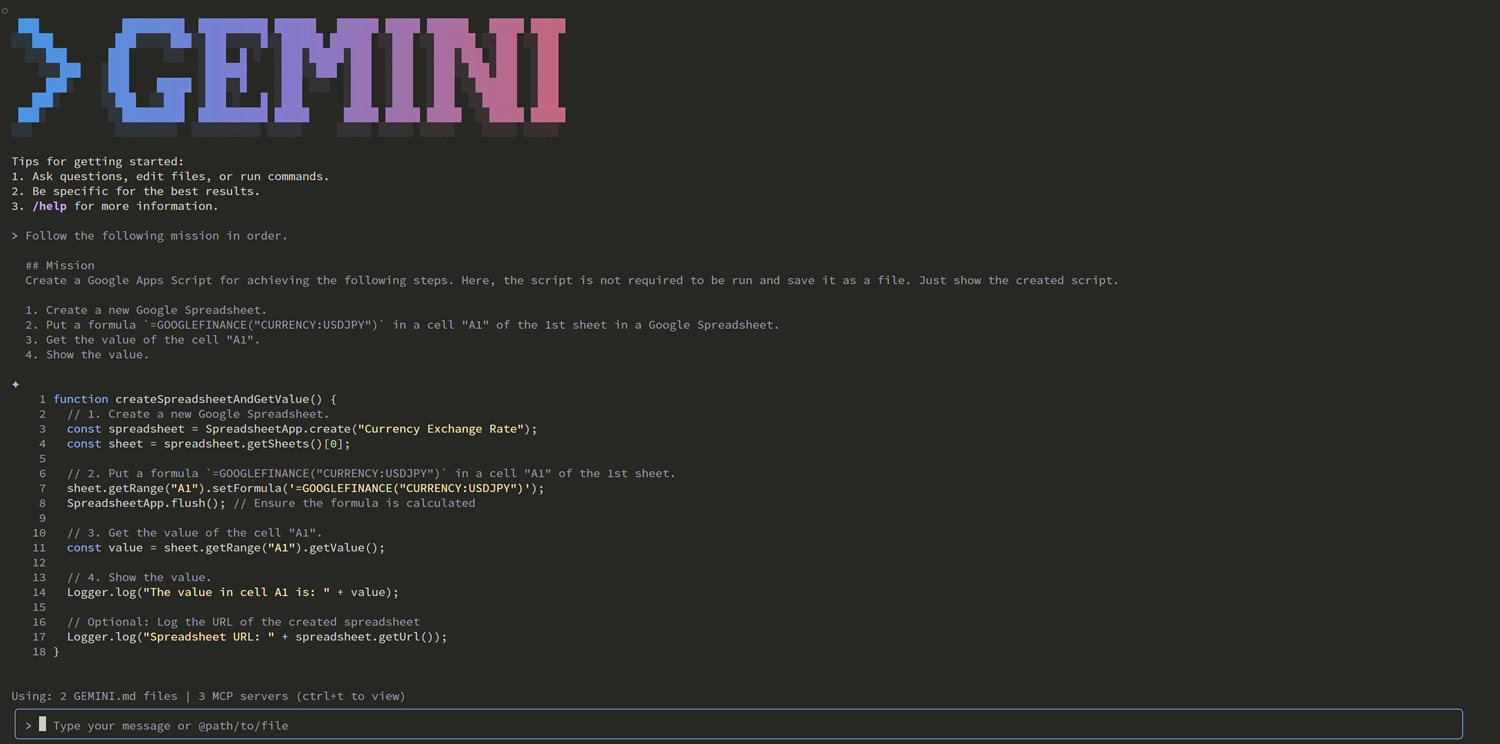 GEMINI
Tips for getting started:
1. Ask questions, edit files, or run commands.
2. Be specific for the best results.
3. /help for more information.
> Follow the following mission in order.
## Mission
Create a Google Apps Script for achieving the following steps. Here, the script is not required to be run and save it as a file. Just show the created script.
1. Create a new Google Spreadsheet.
2. Put a formula `=GOOGLEFINANCE("CURRENCY:USDJPY")` in a cell "A1" of the 1st sheet in a Google Spreadsheet.
3. Get the value of the cell "A1".
4. Show the value.
✦
1 function createSpreadsheetAndGetValue() {
2   // 1. Create a new Google Spreadsheet.
3   const spreadsheet = SpreadsheetApp.create("Currency Exchange Rate");
4   const sheet = spreadsheet.getSheets()[0];
5
6   // 2. Put a formula `=GOOGLEFINANCE("CURRENCY:USDJPY")` in a cell "A1" of the 1st sheet.
7   sheet.getRange("A1").setFormula('=GOOGLEFINANCE("CURRENCY:USDJPY")');
8   SpreadsheetApp.flush(); // Ensure the formula is calculated
9
10   // 3. Get the value of the cell "A1".
11   const value = sheet.getRange("A1").getValue();
12
13   // 4. Show the value.
14   Logger.log("The value in cell A1 is: " + value);
15
16   // Optional: Log the URL of the created spreadsheet
17   Logger.log("Spreadsheet URL: " + spreadsheet.getUrl());
18 }
Using: 2 GEMINI.md files | 3 MCP servers (ctrl+t to view)
> Type your message or @path/to/file